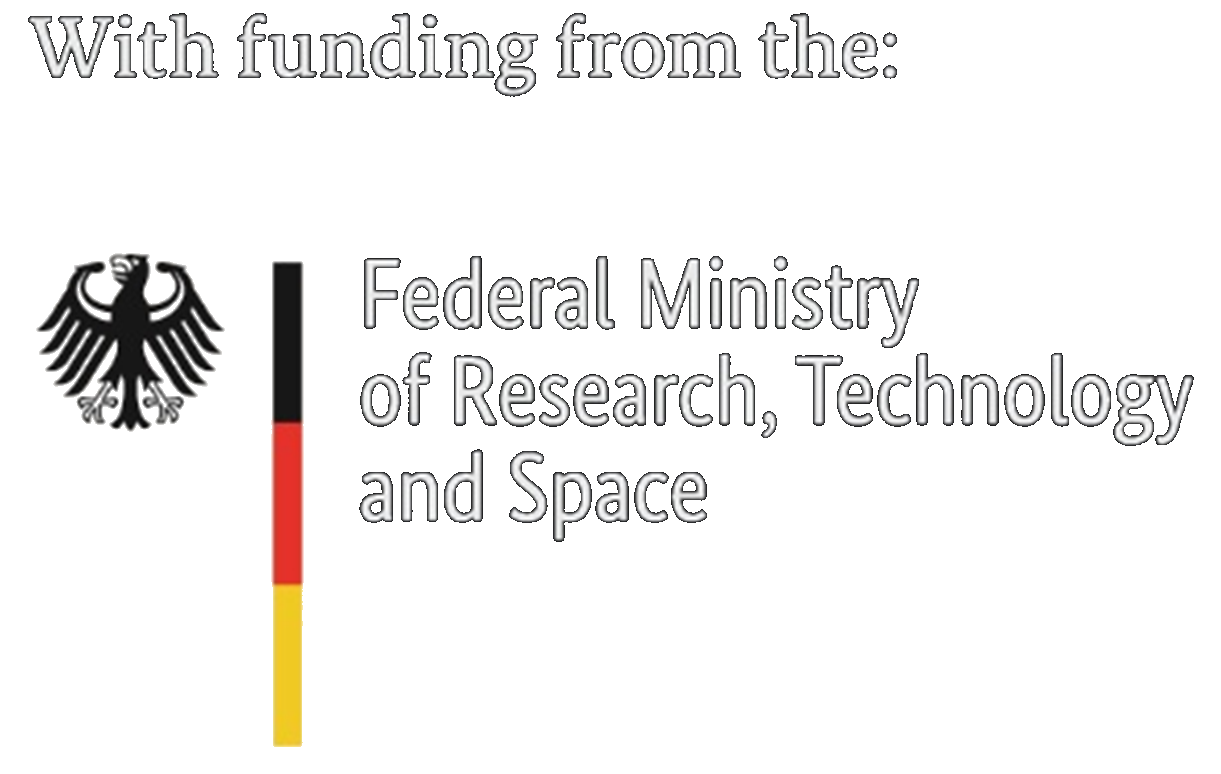 With funding from the:
Federal Ministry
of Research, Technology
and Space